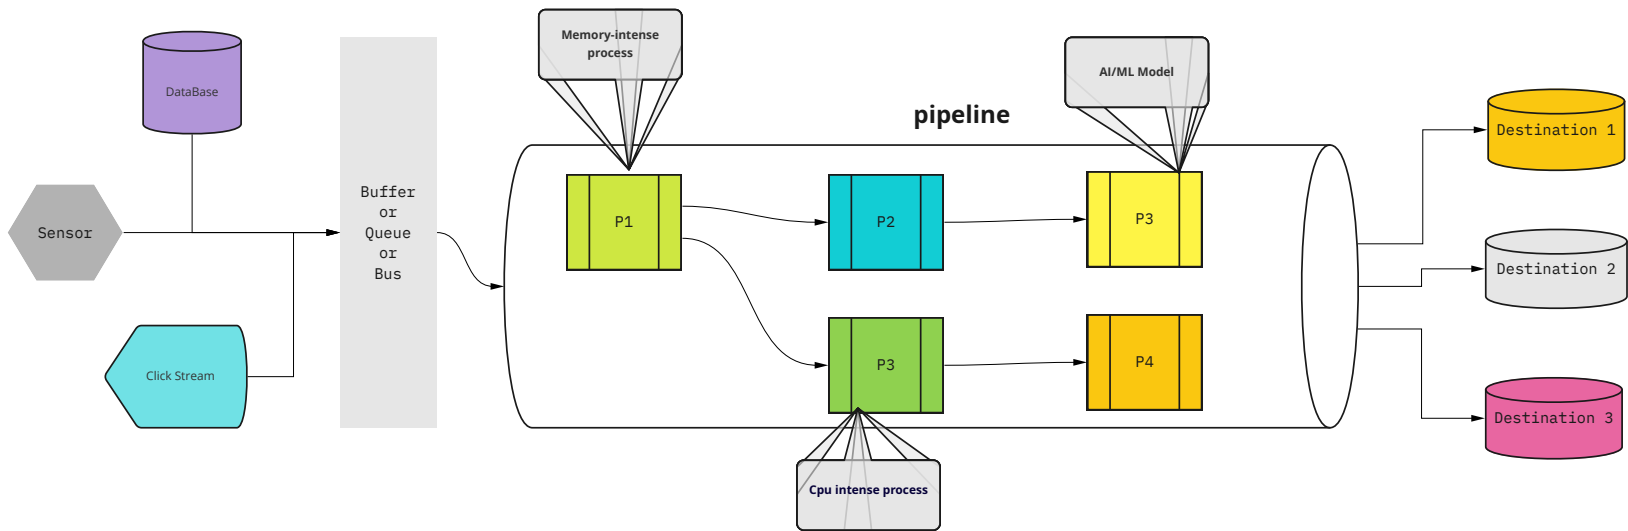 DataBase
Sensor
Click Stream
Buffer
or
Queue
or
Bus
Memory-intense
process
pipeline
AI/ML Model
P1
P2
P3
P3
P4
Cpu intense process
Destination 1
Destination 2
Destination 3